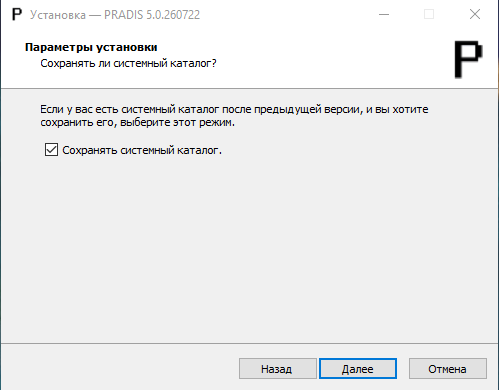 P Установка — PRADIS 5.0.260722
Параметры установки
Сохранять ли системный каталог?
P
Если у вас есть системный каталог после предыдущей версии, и вы хотите
сохранить его, выберите этот режим.
Сохранять системный каталог.
Назад Далее Отмена